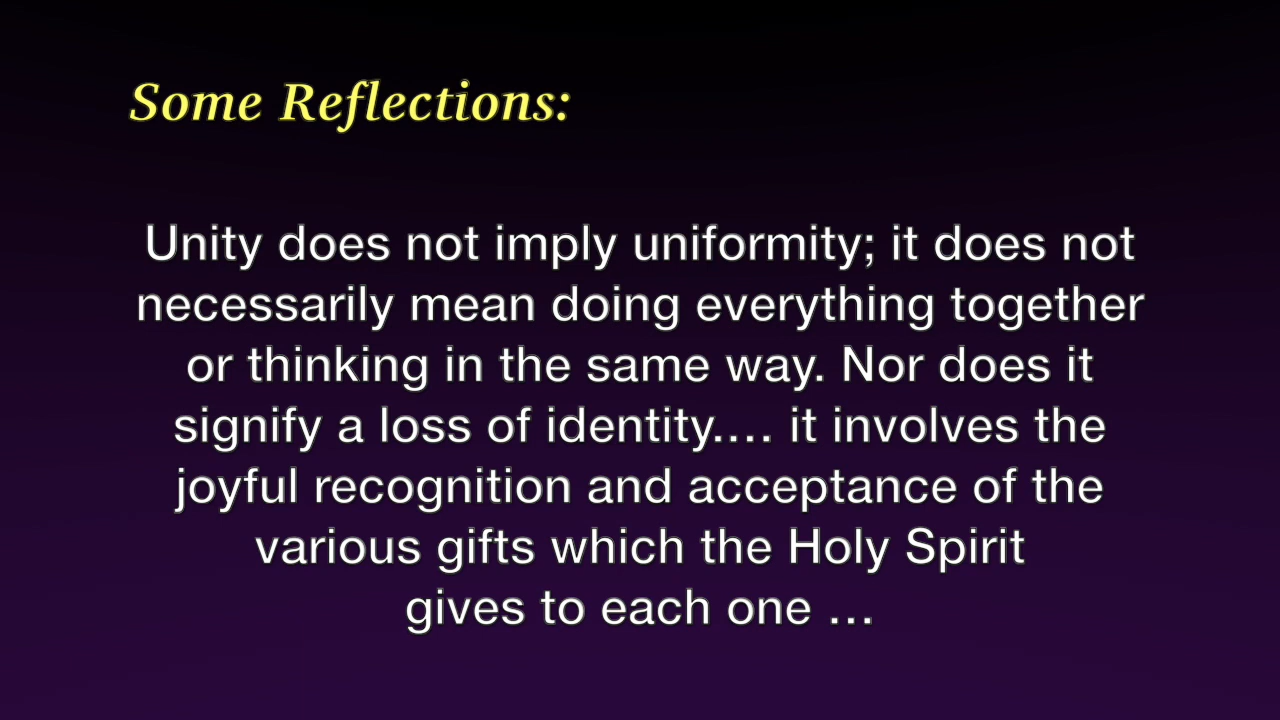 Some Reflections:
Unity does not imply uniformity; it does not
necessarily mean doing everything together
or thinking in the same way. Nor does it
signify a loss of identity.… it involves the
joyful recognition and acceptance of the
various gifts which the Holy Spirit
gives to each one …